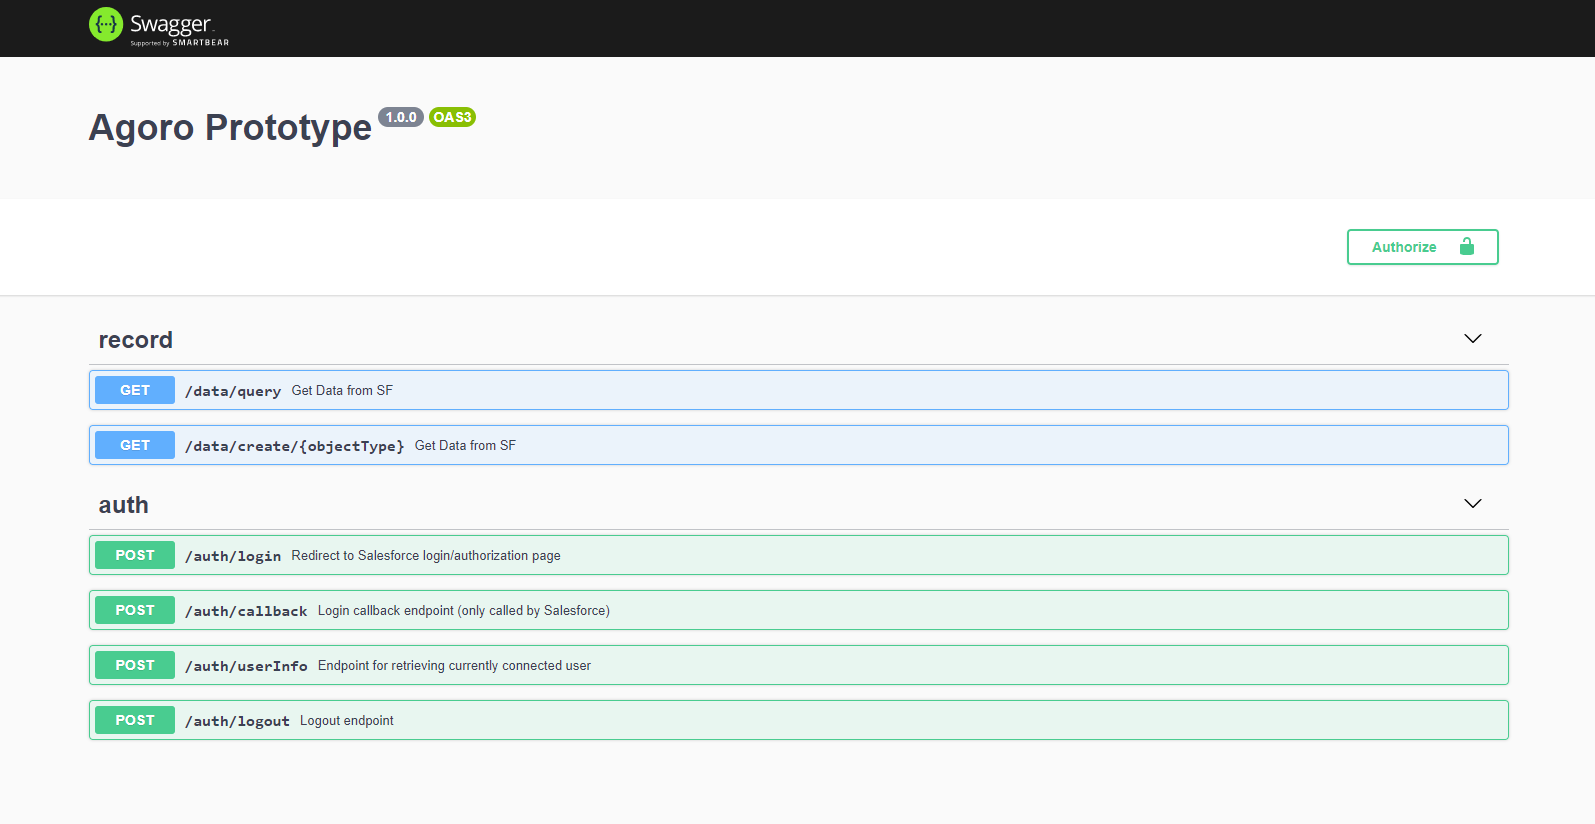 {···} Swagger
Supported by SMARTBEAR
Agoro Prototype 1.0.0 OAS3
Authorize
record
GET /data/query Get Data from SF
GET /data/create/{objectType} Get Data from SF
auth
POST /auth/login Redirect to Salesforce login/authorization page
POST /auth/callback Login callback endpoint (only called by Salesforce)
POST /auth/userInfo Endpoint for retrieving currently connected user
POST /auth/logout Logout endpoint